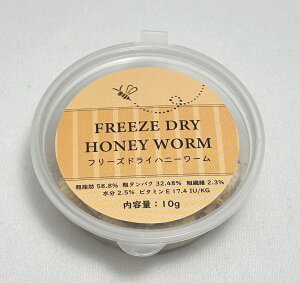 FREEZE DRY
HONEY WORM
フリーズドライハニーワーム
粗脂肪 58.8% 粗タンパク 32.48% 粗繊維 2.3%
水分 2.5% ビタミンE 17.4 IU/KG
内容量：10g